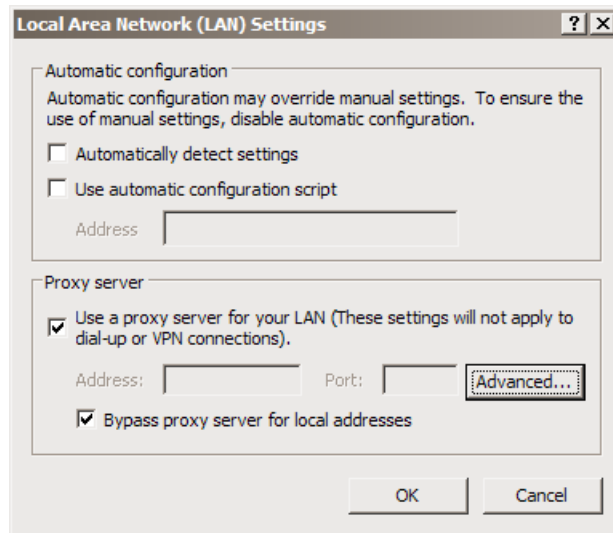 Local Area Network (LAN) Settings
Automatic configuration
Automatic configuration may override manual settings. To ensure the
use of manual settings, disable automatic configuration.
Automatically detect settings
Use automatic configuration script
Address
Proxy server
Use a proxy server for your LAN (These settings will not apply to
dial-up or VPN connections).
Address: Port: Advanced...
Bypass proxy server for local addresses
OK Cancel